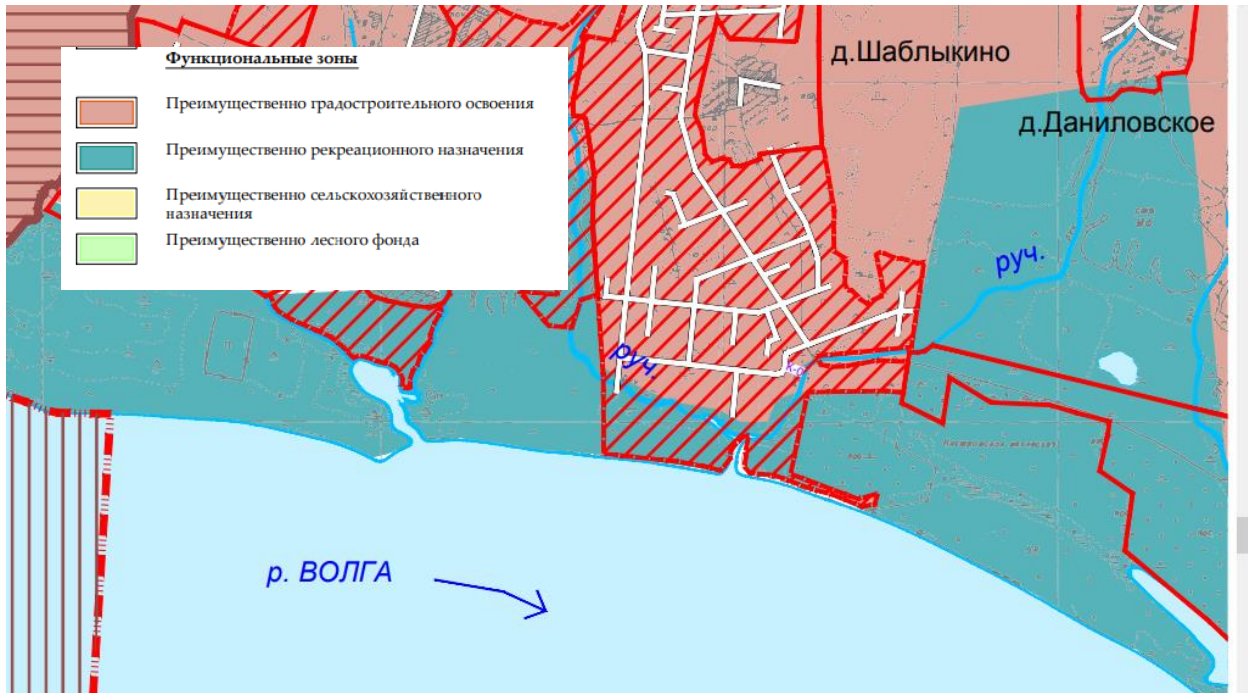 Функциональные зоны
Преимущественно градостроительного освоения
Преимущественно рекреационного назначения
Преимущественно сельскохозяйственного
назначения
Преимущественно лесного фонда
д.Шаблыкино
д.Даниловское
руч.
руч.
р. ВОЛГА